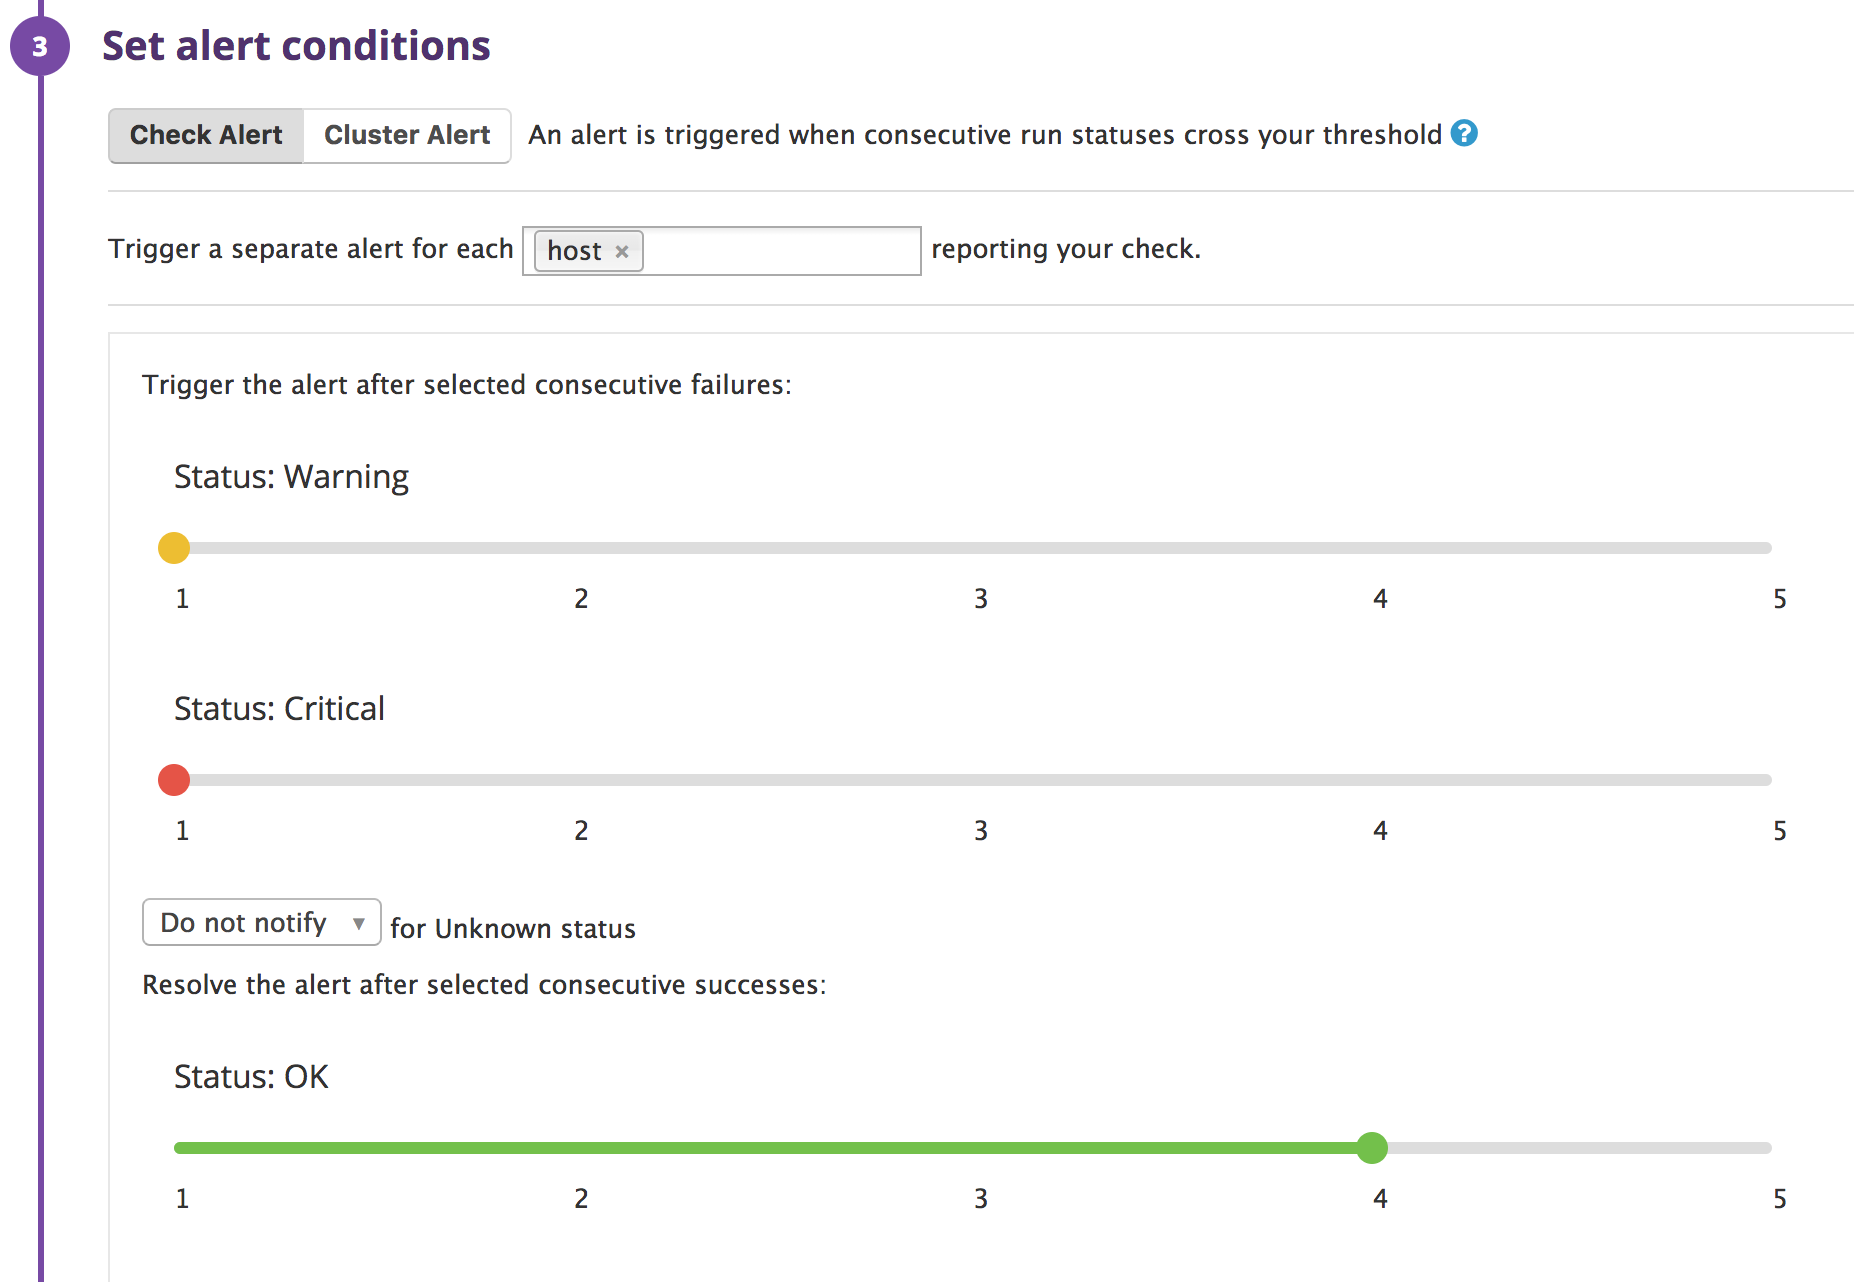 3 Set alert conditions
Check Alert Cluster Alert An alert is triggered when consecutive run statuses cross your threshold ?
Trigger a separate alert for each host × reporting your check.
Trigger the alert after selected consecutive failures:
Status: Warning
1 2 3 4 5
Status: Critical
1 2 3 4 5
Do not notify ▼ for Unknown status
Resolve the alert after selected consecutive successes:
Status: OK
1 2 3 4 5